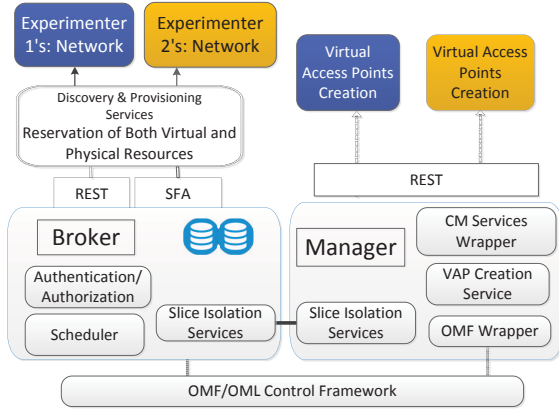 Experimenter
1's: Network
Experimenter
2's: Network
Virtual
Access Points
Creation
Virtual Access
Points
Creation
Discovery & Provisioning
Services
Reservation of Both Virtual and
Physical Resources
REST
SFA
REST
Broker
Authentication/
Authorization
Scheduler
Slice Isolation
Services
Manager
Slice Isolation
Services
CM Services
Wrapper
VAP Creation
Service
OMF Wrapper
OMF/OML Control Framework